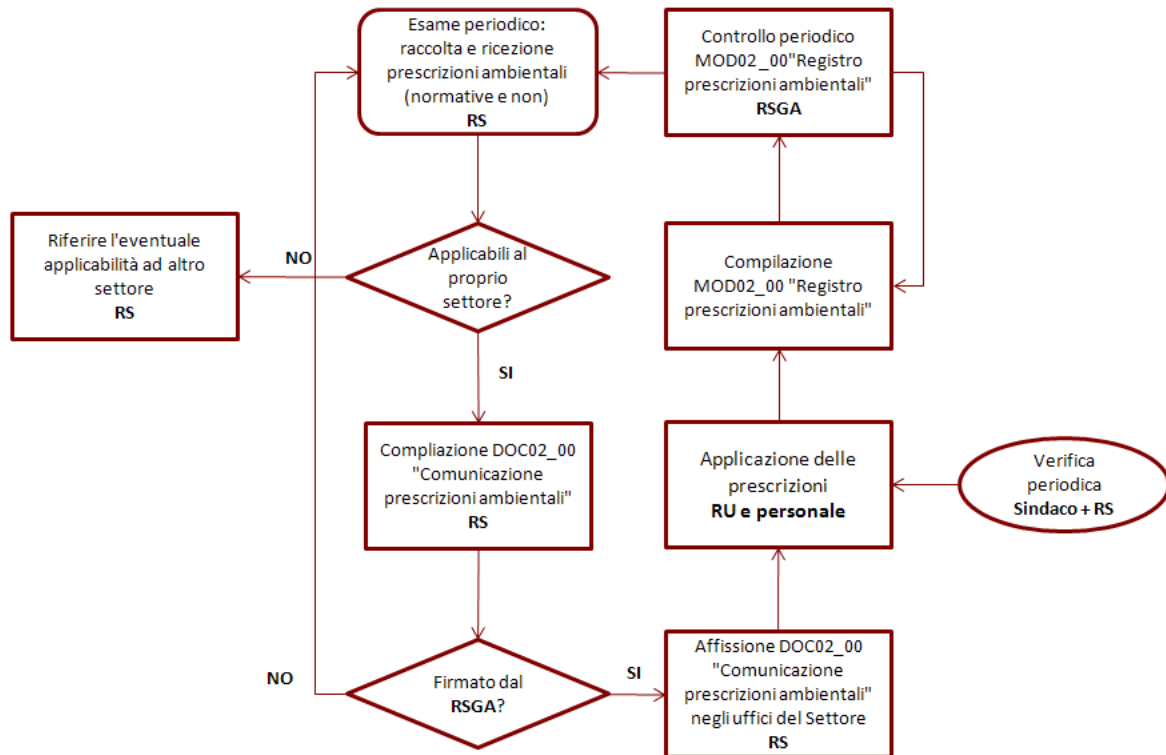 Esame periodico:
raccolta e ricezione
prescrizioni ambientali
(normative e non)
RS
Controllo periodico
MOD02_00"Registro
prescrizioni ambientali"
RSGA
Riferire l'eventuale
applicabilità ad altro
settore
RS
NO
Applicabili al
proprio
settore?
Compilazione
MOD02_00 "Registro
prescrizioni ambientali"
SI
Compliazione DOC02_00
"Comunicazione
prescrizioni ambientali"
RS
Applicazione delle
prescrizioni
RU e personale
Verifica
periodica
Sindaco + RS
NO
Firmato dal
RSGA?
SI
Affissione DOC02_00
"Comunicazione
prescrizioni ambientali"
negli uffici del Settore
RS